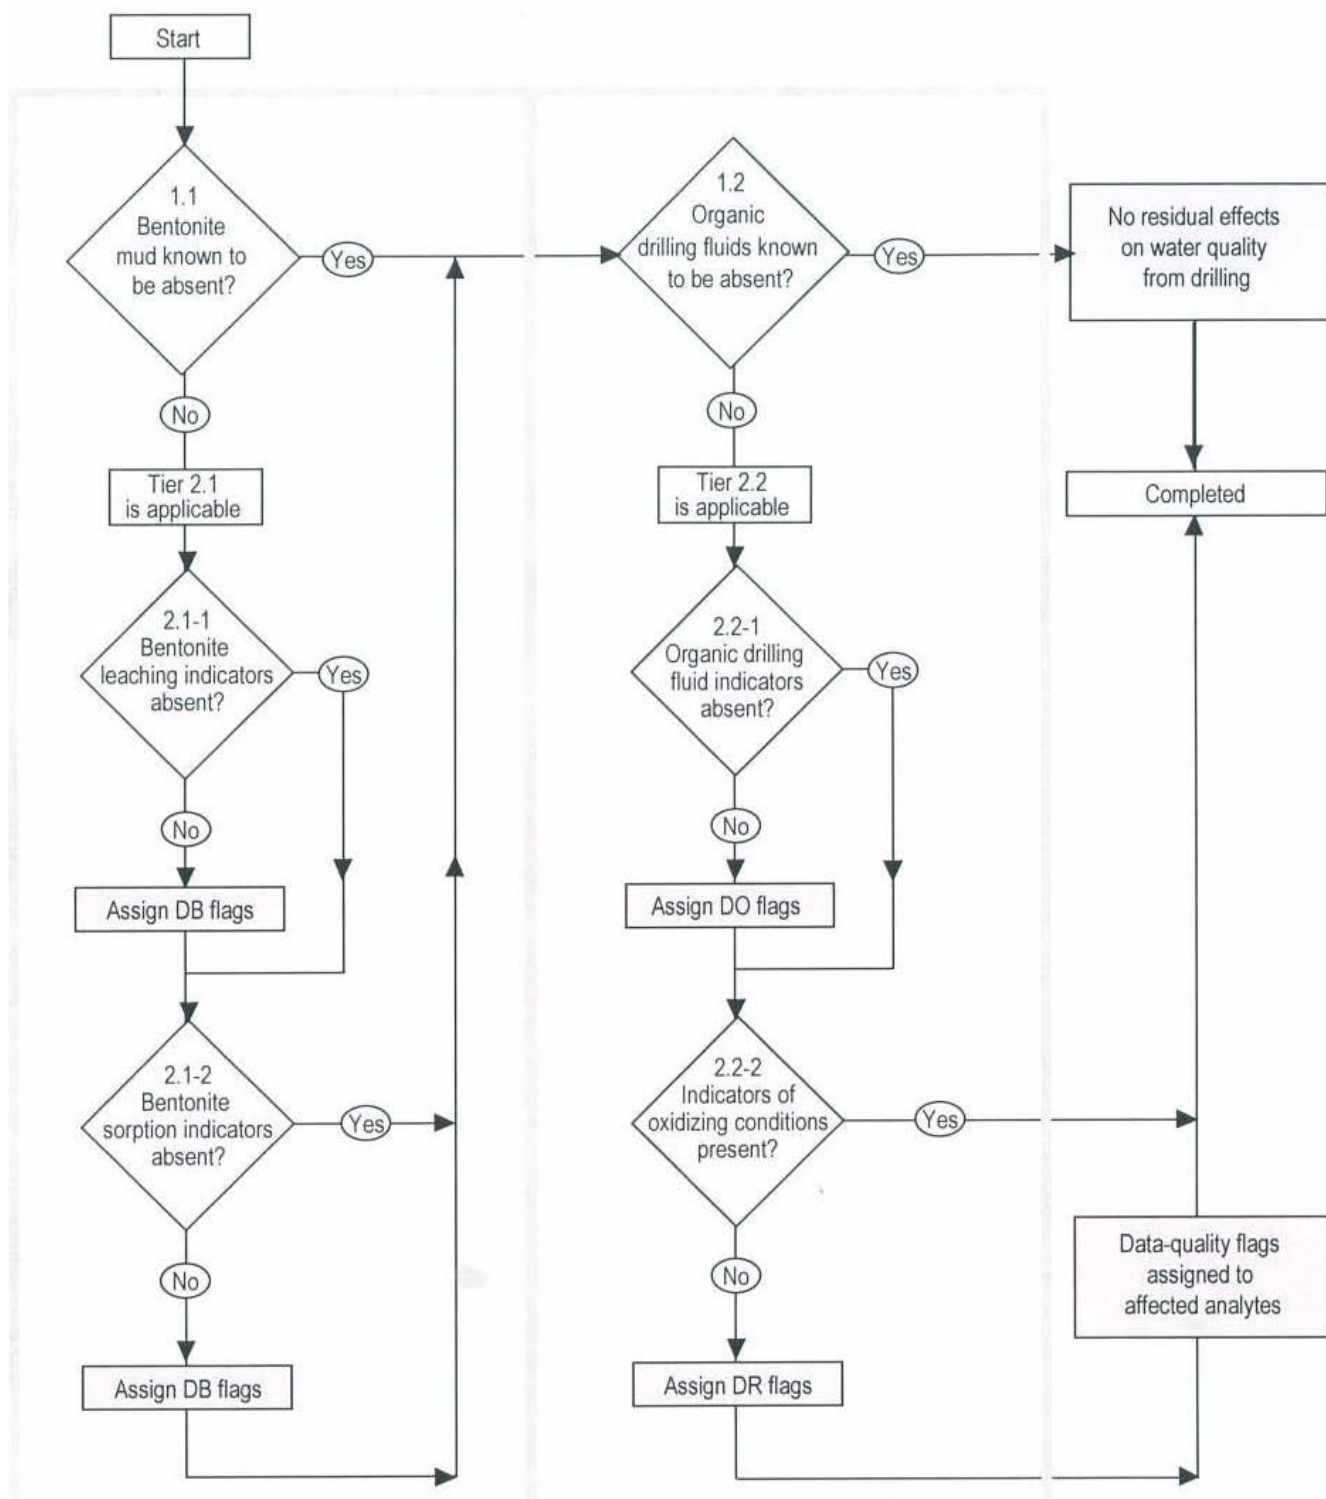 Start
1.1
Bentonite
mud known to
be absent?
Yes
No
Tier 2.1
is applicable
2.1-1
Bentonite
leaching indicators
absent?
Yes
No
Assign DB flags
2.1-2
Bentonite
sorption indicators
absent?
Yes
No
Assign DB flags
1.2
Organic
drilling fluids known
to be absent?
Yes
No
Tier 2.2
is applicable
2.2-1
Organic drilling
fluid indicators
absent?
Yes
No
Assign DO flags
2.2-2
Indicators of
oxidizing conditions
present?
Yes
No
Assign DR flags
No residual effects
on water quality
from drilling
Completed
Data-quality flags
assigned to
affected analytes